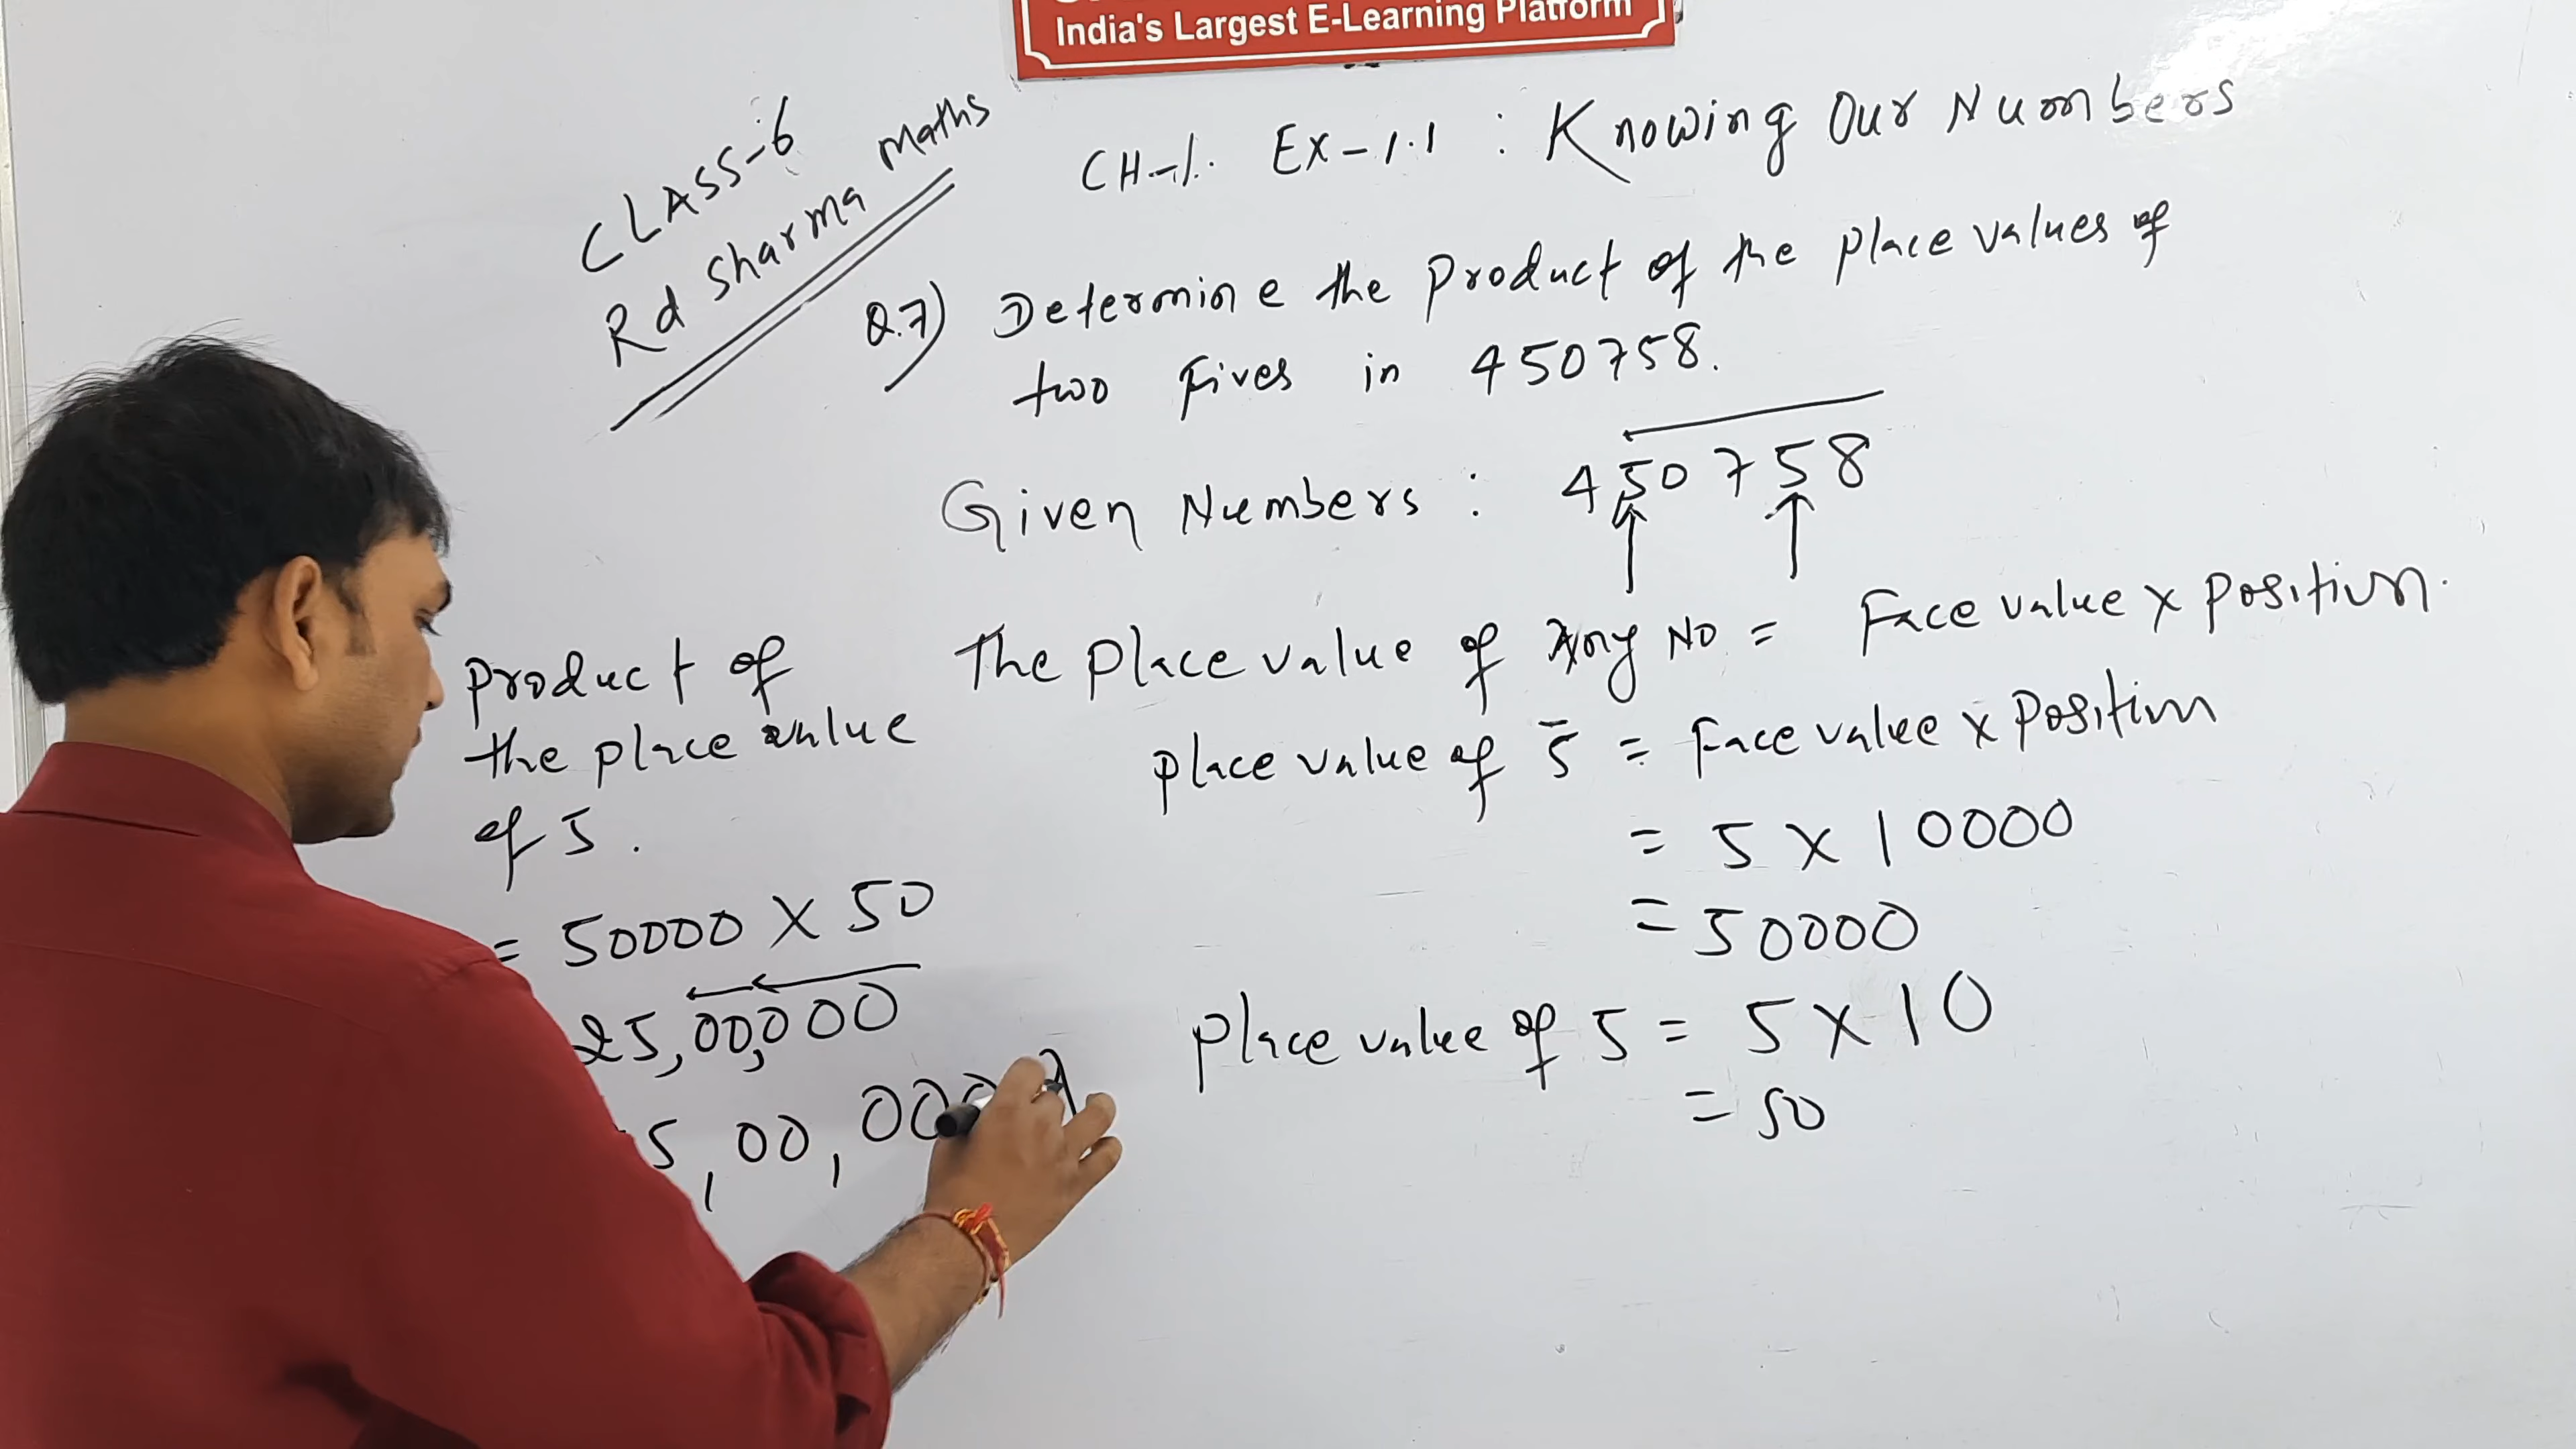 India's Largest E-Learning Platform
CLASS-6
Rd Sharma Maths
CH-1. Ex-1.1 : Knowing Our Numbers
Q.7) Determine the Product of the place values of
two Fives in 450758.
Given Numbers : 450758
The place value of Any No = Face value x position.
place value of 5 = Face value x position
= 5 x 10000
= 50000
place value of 5 = 5 x 10
= 50
product of
the place value
of 5.
= 50000 x 50
25,00,000
5,00,000